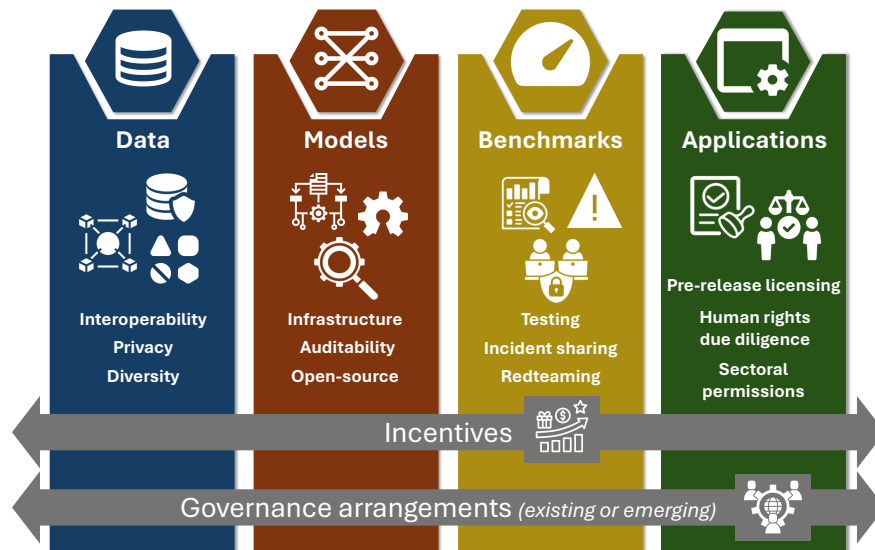 Data
Interoperability
Privacy
Diversity
Models
Infrastructure
Auditability
Open-source
Benchmarks
Testing
Incident sharing
Redteaming
Applications
Pre-release licensing
Human rights
due diligence
Sectoral
permissions
Incentives
Governance arrangements (existing or emerging)